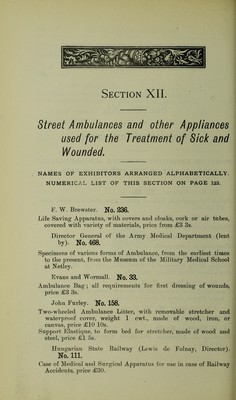 SECTION XII.
Street Ambulances and other Appliances
used for the Treatment of Sick and
Wounded.
NAMES OF EXHIBITORS ARRANGED ALPHABETICALLY.
NUMERICAL LIST OF THIS SECTION ON PAGE 123.
F. W. Brewster. No. 236.
Life Saving Apparatus, with covers and cloaks, cork or air tubes,
covered with variety of materials, price from £3 3s.
Director General of the Army Medical Department (lent
by). No. 468.
Specimens of various forms of Ambulance, from the earliest times
to the present, from the Museum of the Military Medical School
at Netley.
Evans and Wormull. No. 33.
Ambulance Bag; all requirements for first dressing of wounds,
price £3 3s.
John Furley. No. 158.
Two-wheeled Ambulance Litter, with removable stretcher and
waterproof cover, weight 1 cwt., made of wood, iron, or
canvas, price £10 10s.
Support Elastique, to form bed for stretcher, made of wood and
steel, price £1 5s.
Hungarian State Railway (Lewis de Folnay, Director).
No. 111.
Case of Medical and Surgical Apparatus for use in case of Railway
Accidents, price £30.